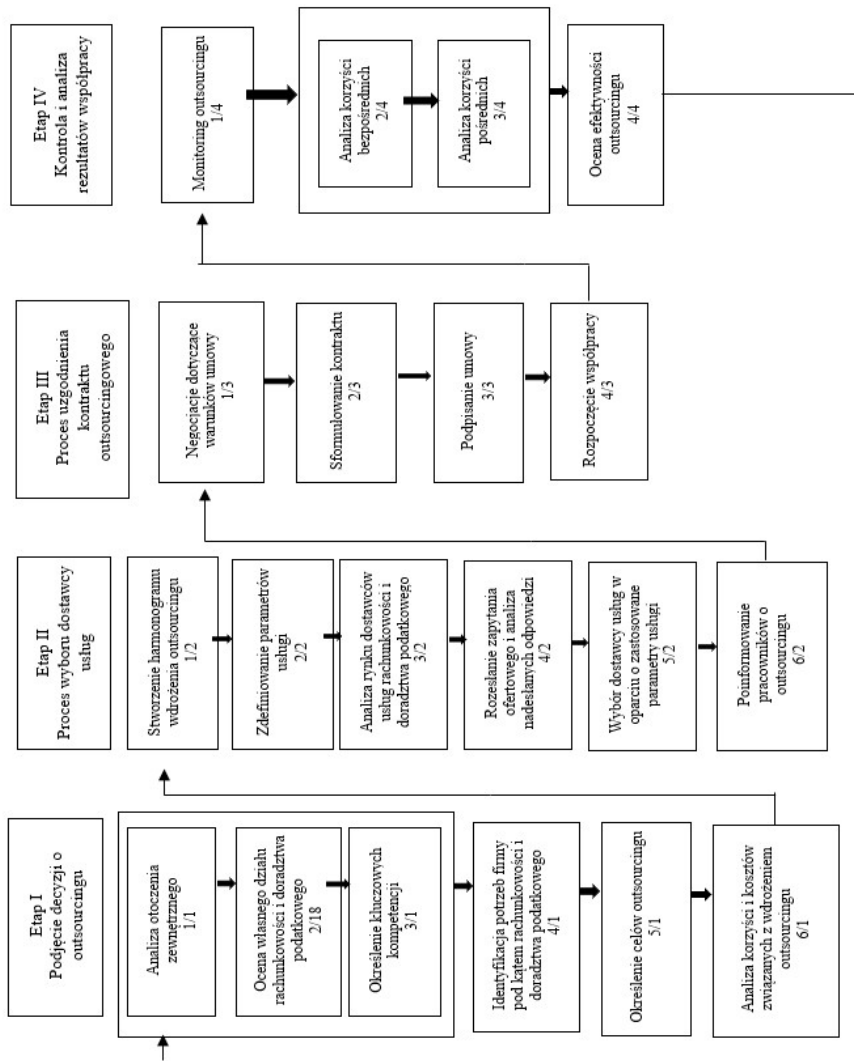 Etap I
Podjęcie decyzji o
outsourcingu
Analiza otoczenia
zewnętrznego
1/1
Ocena własnego działu
rachunkowości i doradztwa
podatkowego
2/18
Określenie kluczowych
kompetencji
3/1
Identyfikacja potrzeb firmy
pod kątem rachunkowości i
doradztwa podatkowego
4/1
Określenie celów outsourcingu
5/1
Analiza korzyści i kosztów
związanych z wdrożeniem
outsourcingu
6/1
Etap II
Proces wyboru dostawcy
usług
Stworzenie harmonogramu
wdrożenia outsourcingu
1/2
Zdefiniowanie parametrów
usługi
2/2
Analiza rynku dostawców
usług rachunkowości i
doradztwa podatkowego
3/2
Rozesłanie zapytania
ofertowego i analiza
nadesłanych odpowiedzi
4/2
Wybór dostawcy usług w
oparciu o zastosowane
parametry usługi
5/2
Poinformowanie
pracowników o
outsourcingu
6/2
Etap III
Proces uzgodnienia
kontraktu
outsourcingowego
Negocjacje dotyczące
warunków umowy
1/3
Sformułowanie kontraktu
2/3
Podpisanie umowy
3/3
Rozpoczęcie współpracy
4/3
Etap IV
Kontrola i analiza
rezultatów współpracy
Monitoring outsourcingu
1/4
Analiza korzyści
bezpośrednich
2/4
Analiza korzyści
pośrednich
3/4
Ocena efektywności
outsourcingu
4/4